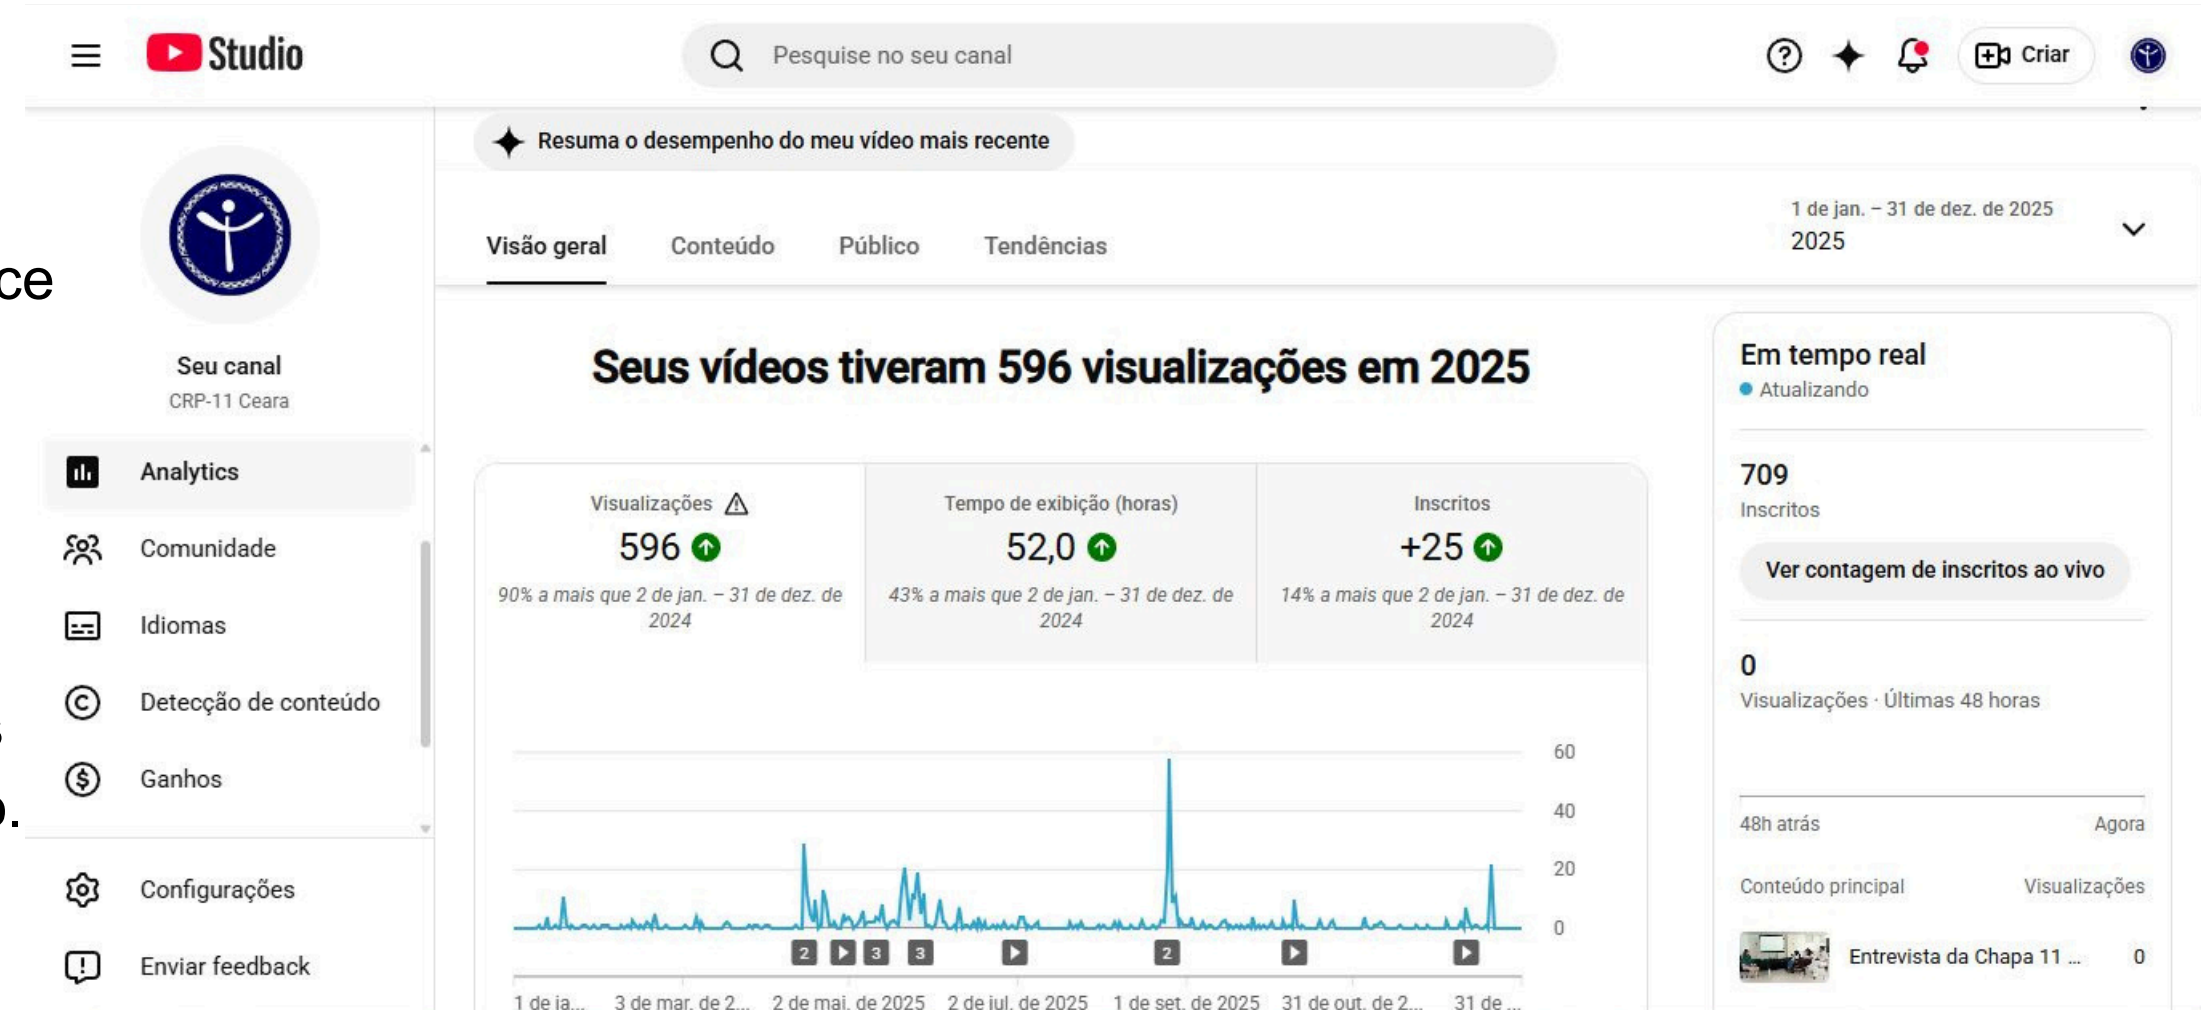 Studio
Pesquise no seu canal
Criar
Resuma o desempenho do meu vídeo mais recente
Visão geral
Conteúdo
Público
Tendências
1 de jan. – 31 de dez. de 2025
2025
Seu canal
CRP-11 Ceara
Analytics
Comunidade
Idiomas
Detecção de conteúdo
Ganhos
Configurações
Enviar feedback
Seus vídeos tiveram 596 visualizações em 2025
Visualizações
596
90% a mais que 2 de jan. – 31 de dez. de
2024
Tempo de exibição (horas)
52,0
43% a mais que 2 de jan. – 31 de dez. de
2024
Inscritos
+25
14% a mais que 2 de jan. – 31 de dez. de
2024
60
40
20
0
2 3 3 2
1 de ja... 3 de mar. de 2... 2 de mai. de 2025 2 de jul. de 2025 1 de set. de 2025 31 de out. de 2... 31 de ...
Em tempo real
Atualizando
709
Inscritos
Ver contagem de inscritos ao vivo
0
Visualizações · Últimas 48 horas
48h atrás Agora
Conteúdo principal Visualizações
Entrevista da Chapa 11 ... 0